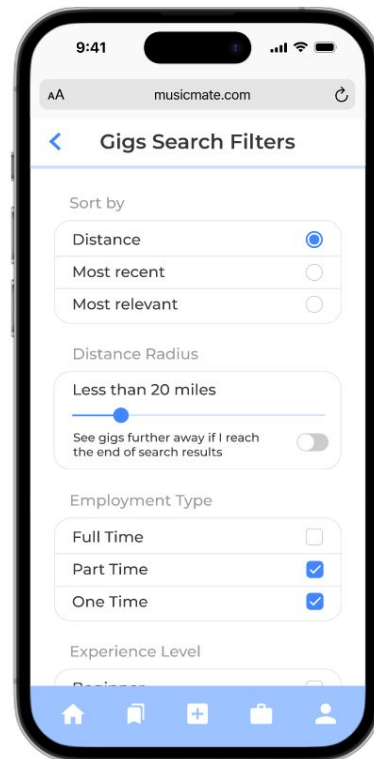 9:41
AA
musicmate.com
Gigs Search Filters
Sort by
Distance
Most recent
Most relevant
Distance Radius
Less than 20 miles
See gigs further away if I reach
the end of search results
Employment Type
Full Time
Part Time
One Time
Experience Level
Beginner